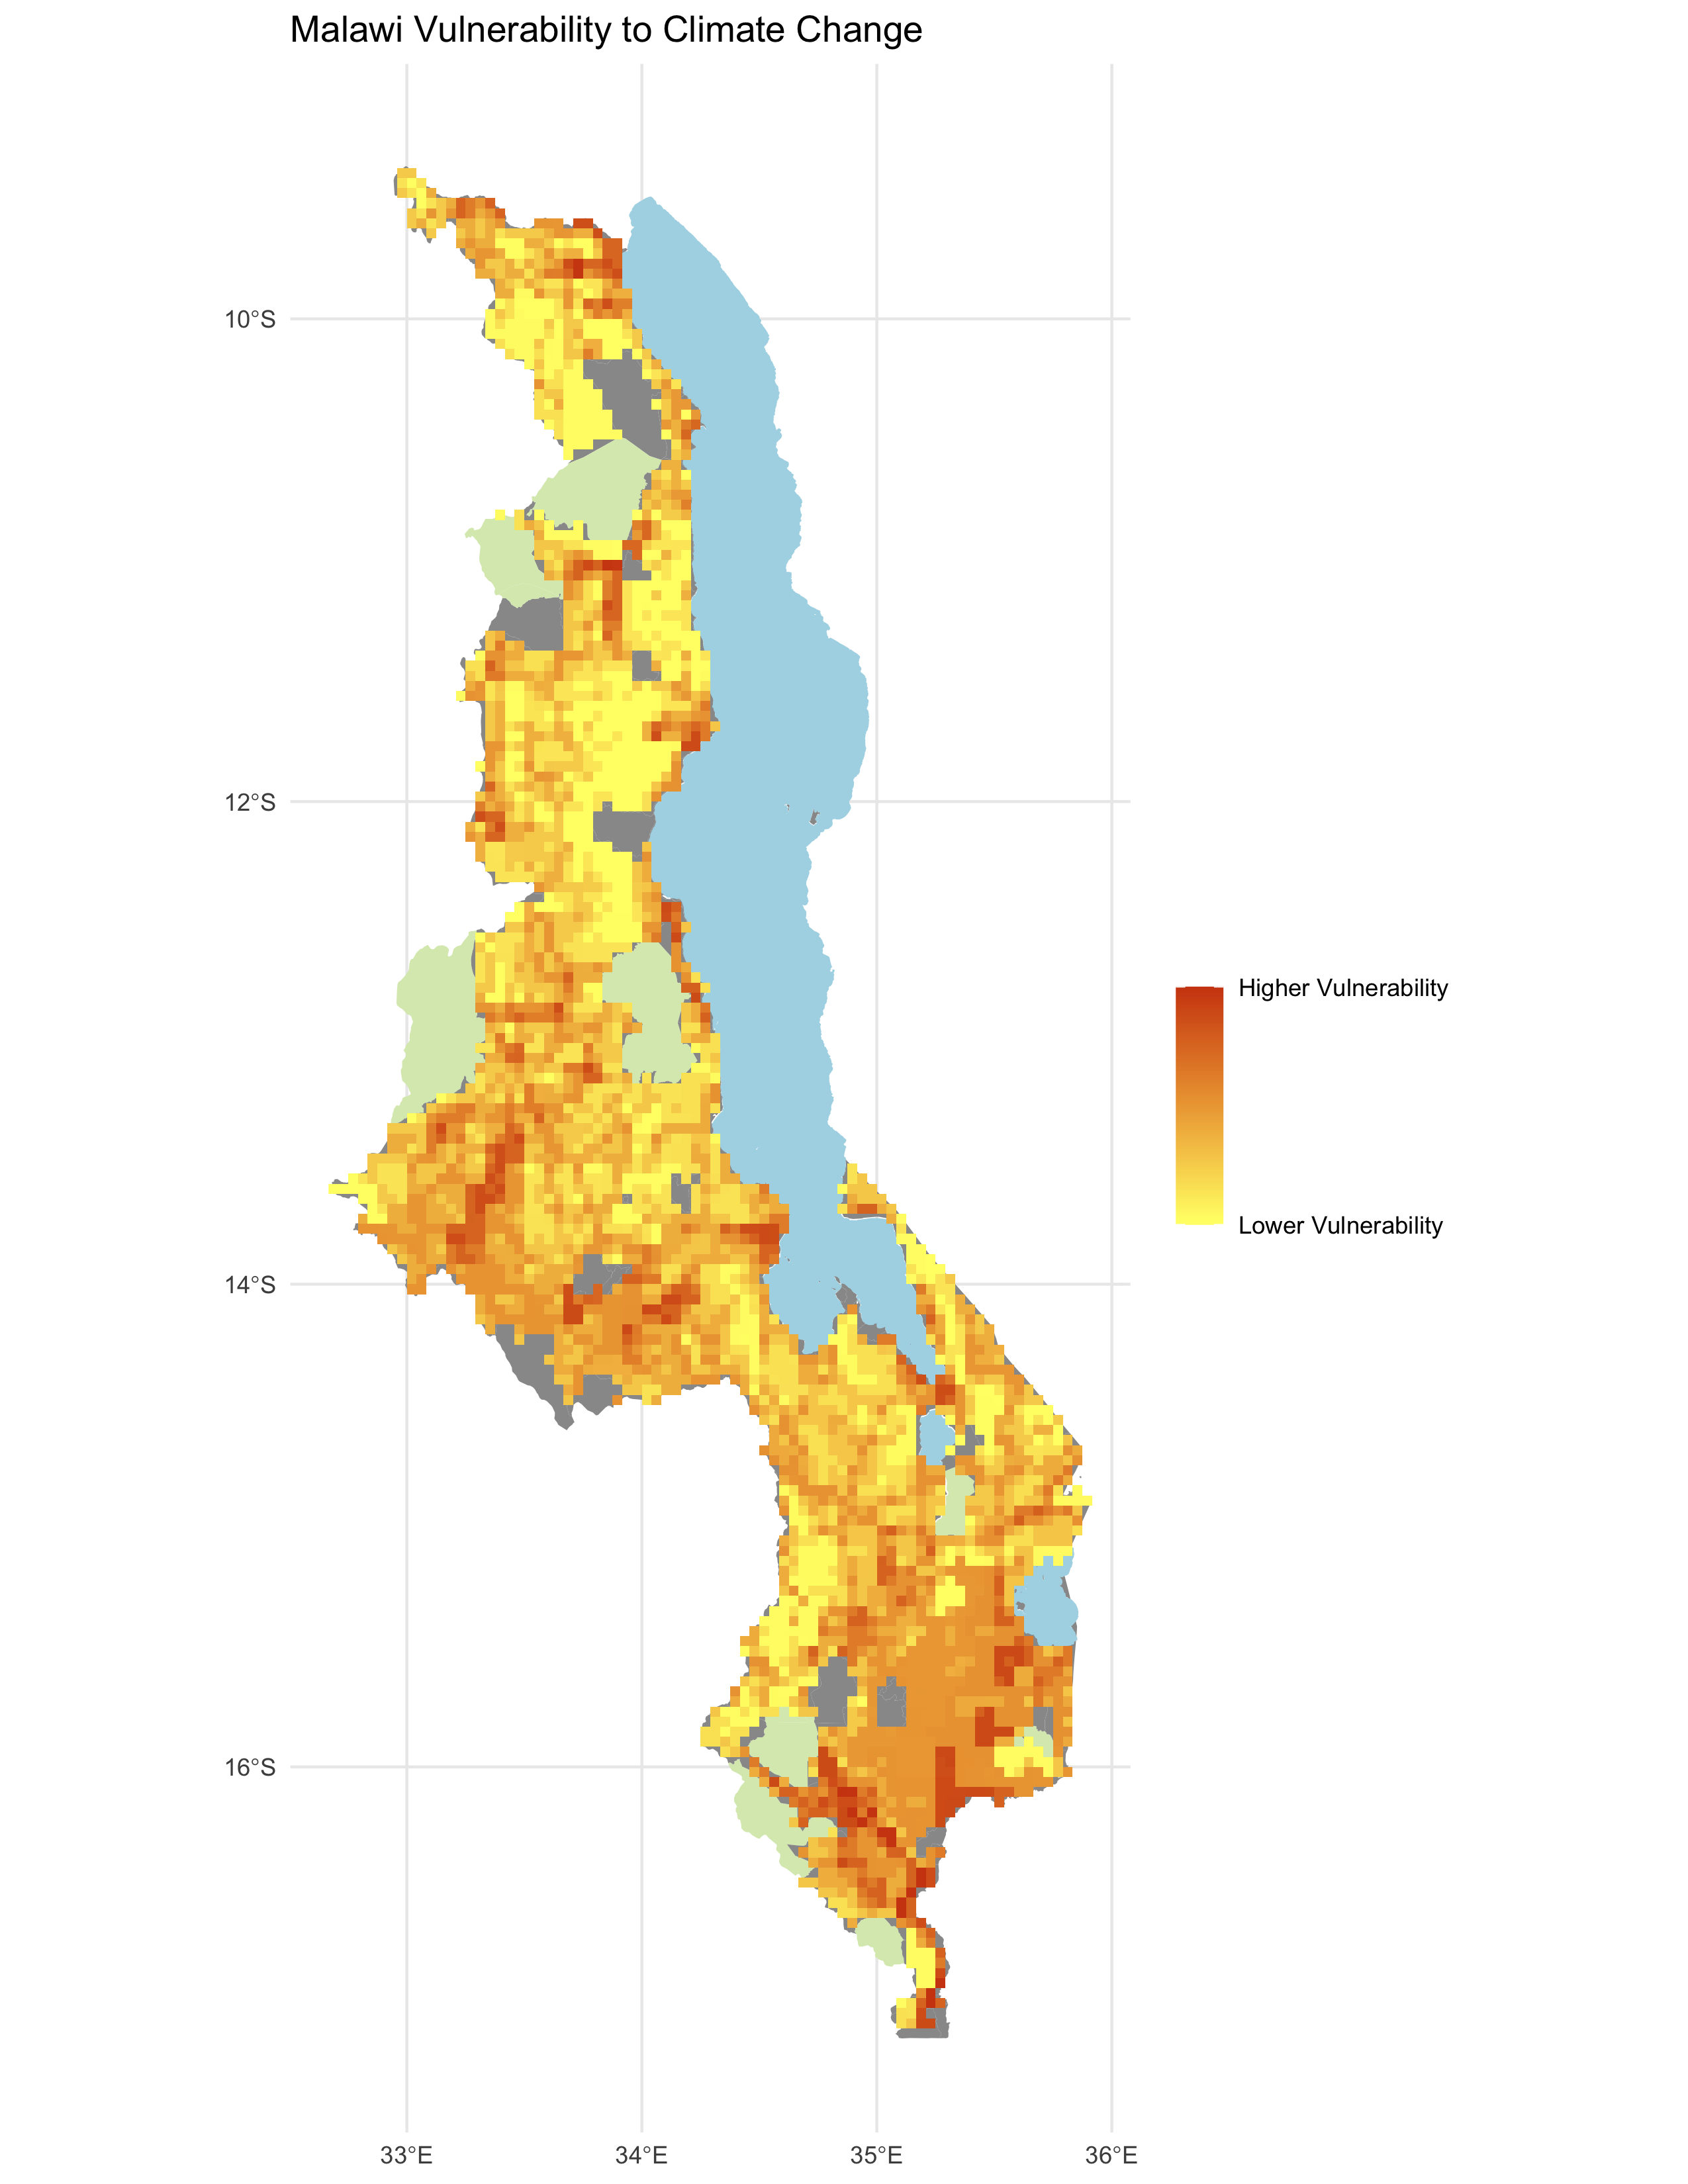 Malawi Vulnerability to Climate Change
10°S
12°S
14°S
16°S
33°E
34°E
35°E
36°E
Higher Vulnerability
Lower Vulnerability